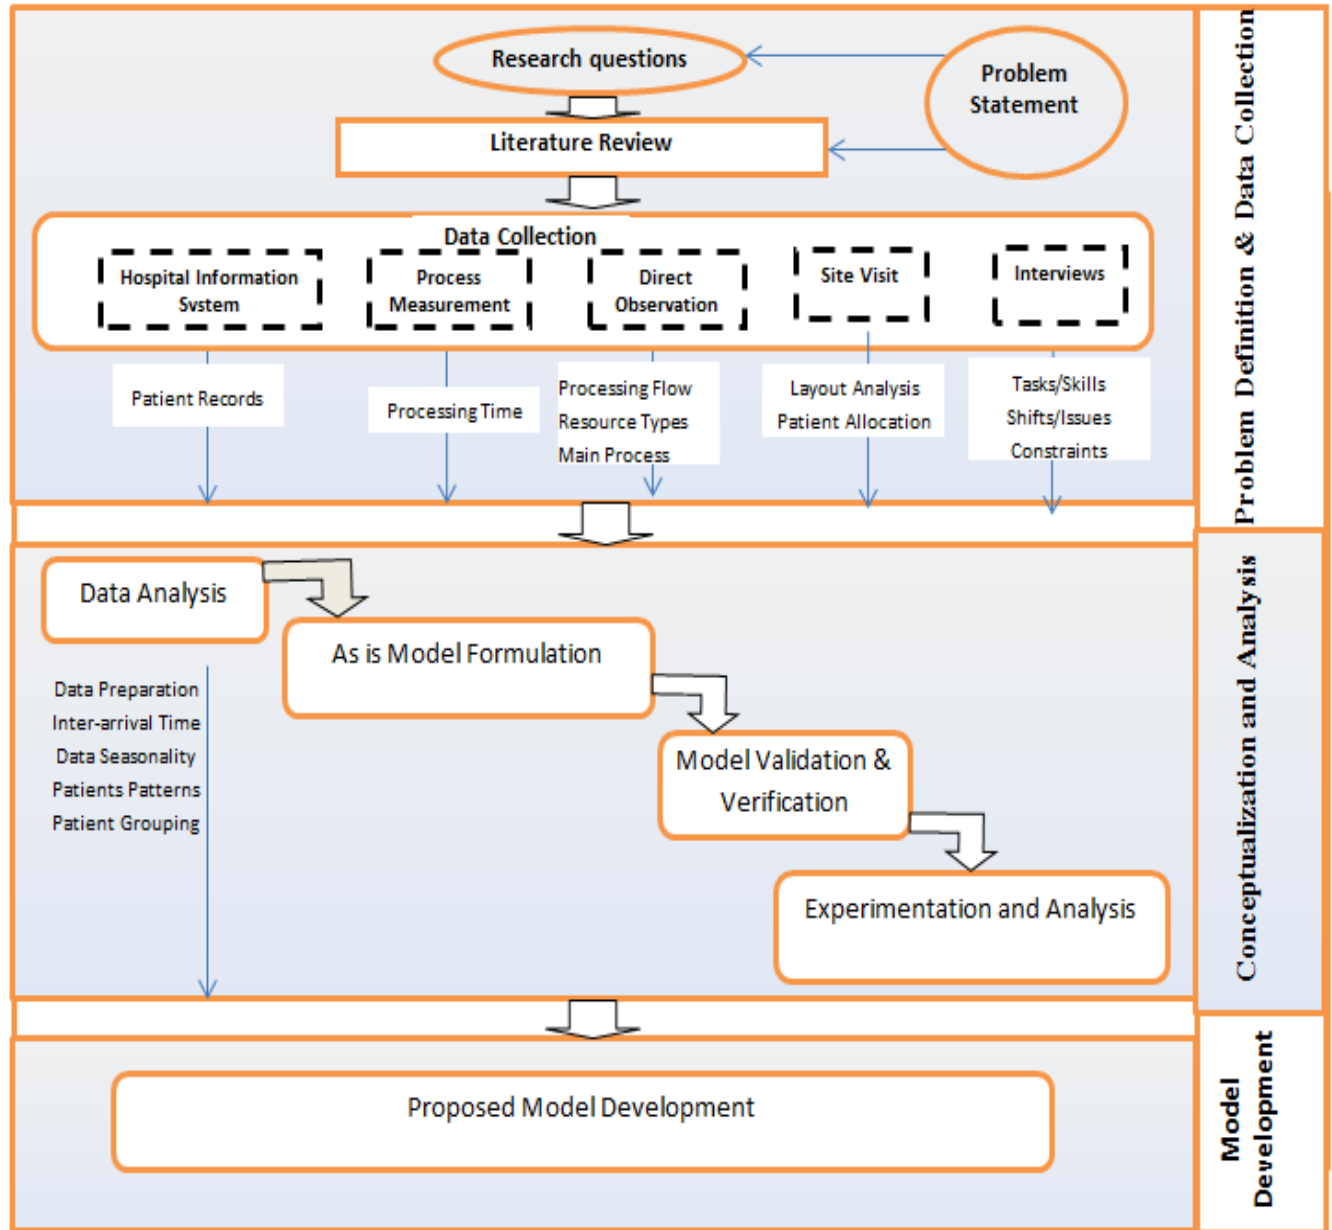 Research questions
Problem
Statement
Literature Review
Data Collection
Hospital Information
Svstem
Process
Measurement
Direct
Observation
Site Visit
Interviews
Patient Records
Processing Time
Processing Flow
Resource Types
Main Process
Layout Analysis
Patient Allocation
Tasks/Skills
Shifts/Issues
Constraints
Problem Definition & Data Collection
Data Analysis
As is Model Formulation
Data Preparation
Inter-arrival Time
Data Seasonality
Patients Patterns
Patient Grouping
Model Validation &
Verification
Experimentation and Analysis
Conceptualization and Analysis
Proposed Model Development
Model
Development